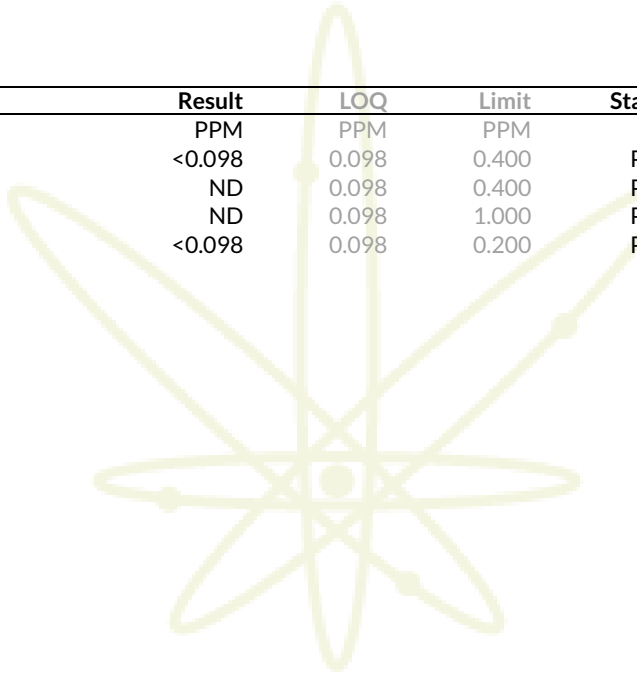 Result LOQ Limit Sta
PPM PPM PPM
<0.098 0.098 0.400 P
ND 0.098 0.400 P
ND 0.098 1.000 P
<0.098 0.098 0.200 P